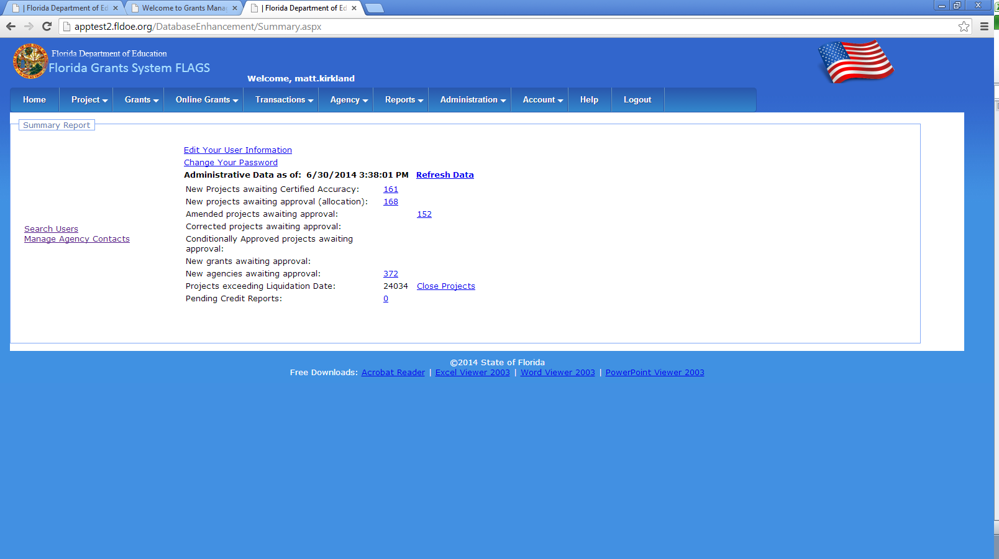 | Florida Department of Ed
Welcome to Grants Mana
| Florida Department of Ed
apptest2.fldoe.org/DatabaseEnhancement/Summary.aspx
Florida Department of Education
Florida Grants System FLAGS
Welcome, matt.kirkland
Home Project Grants Online Grants Transactions Agency Reports Administration Account Help Logout
Summary Report
Search Users
Manage Agency Contacts
Edit Your User Information
Change Your Password
Administrative Data as of: 6/30/2014 3:38:01 PM Refresh Data
New Projects awaiting Certified Accuracy: 161
New projects awaiting approval (allocation): 168
Amended projects awaiting approval: 152
Corrected projects awaiting approval:
Conditionally Approved projects awaiting
approval:
New grants awaiting approval:
New agencies awaiting approval: 372
Projects exceeding Liquidation Date: 24034 Close Projects
Pending Credit Reports: 0
©2014 State of Florida
Free Downloads: Acrobat Reader | Excel Viewer 2003 | Word Viewer 2003 | PowerPoint Viewer 2003